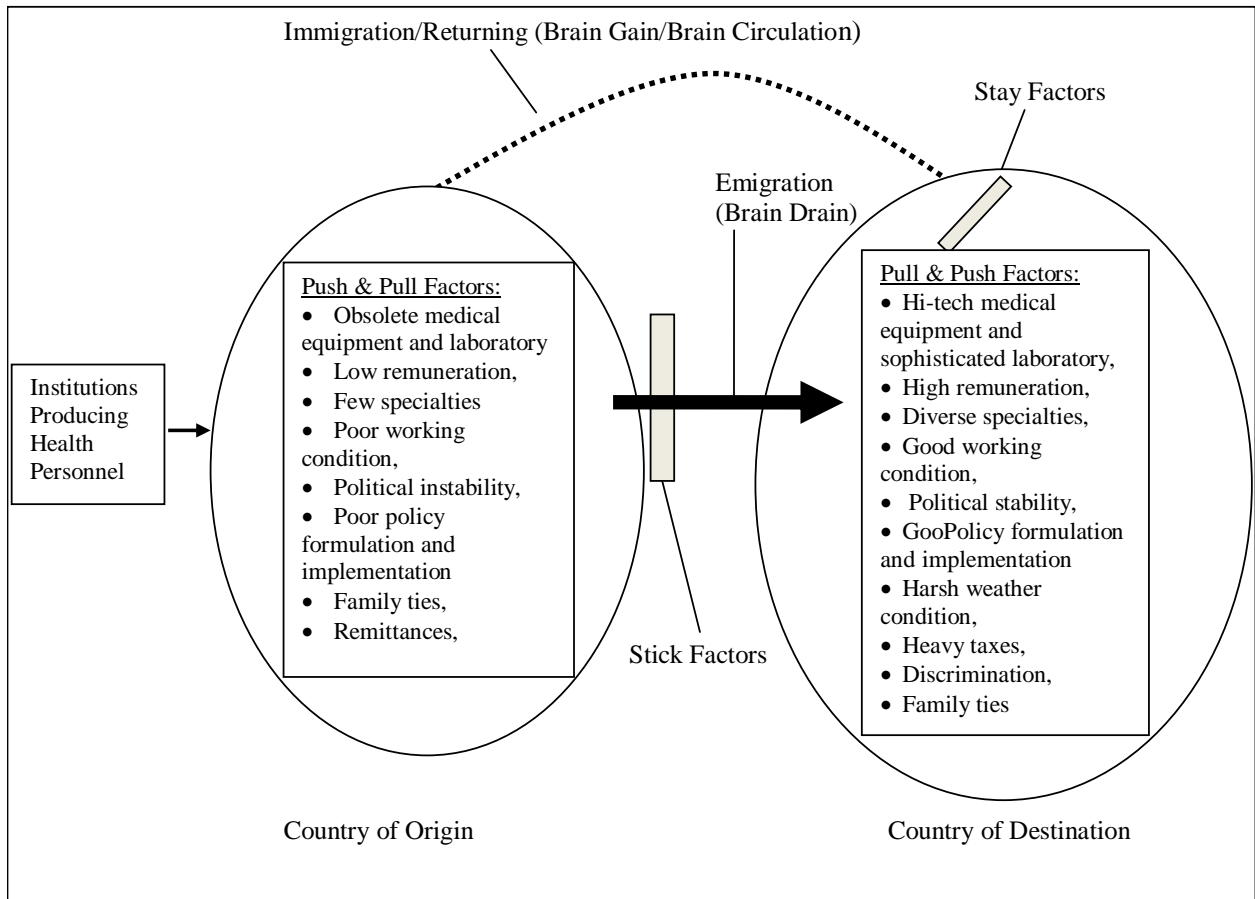 Immigration/Returning (Brain Gain/Brain Circulation)
Stay Factors
Emigration
(Brain Drain)
Institutions
Producing
Health
Personnel
Push & Pull Factors:
• Obsolete medical
equipment and laboratory
• Low remuneration,
• Few specialties
• Poor working
condition,
• Political instability,
• Poor policy
formulation and
implementation
• Family ties,
• Remittances,
Stick Factors
Pull & Push Factors:
• Hi-tech medical
equipment and
sophisticated laboratory,
• High remuneration,
• Diverse specialties,
• Good working
condition,
• Political stability,
• GooPolicy formulation
and implementation
• Harsh weather
condition,
• Heavy taxes,
• Discrimination,
• Family ties
Country of Origin
Country of Destination